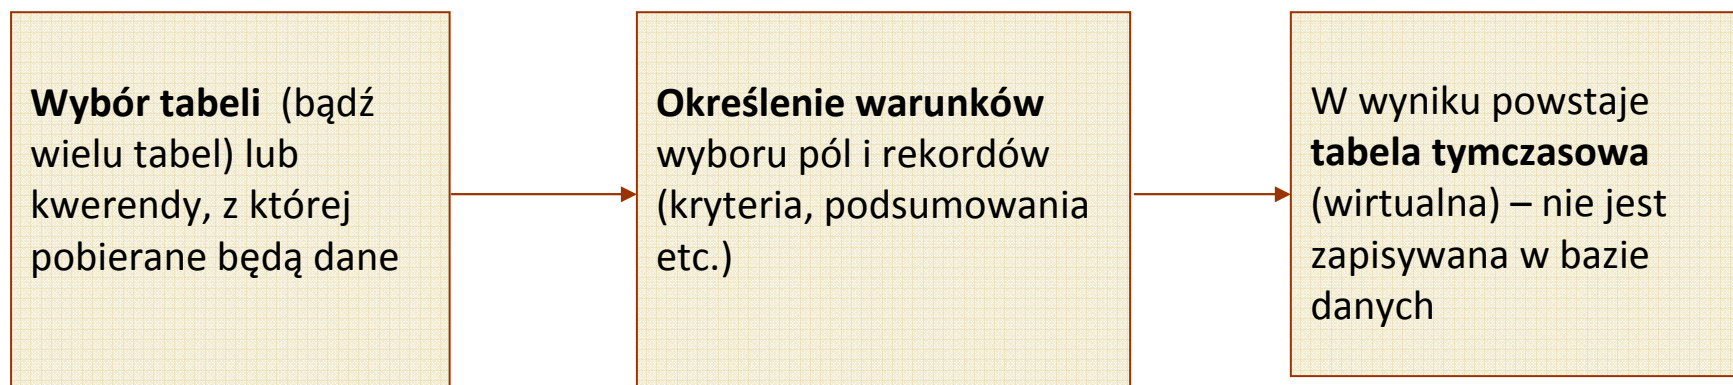 Wybór tabeli (bądź
wielu tabel) lub
kwerendy, z której
pobierane będą dane
Określenie warunków
wyboru pól i rekordów
(kryteria, podsumowania
etc.)
W wyniku powstaje
tabela tymczasowa
(wirtualna) – nie jest
zapisywana w bazie
danych